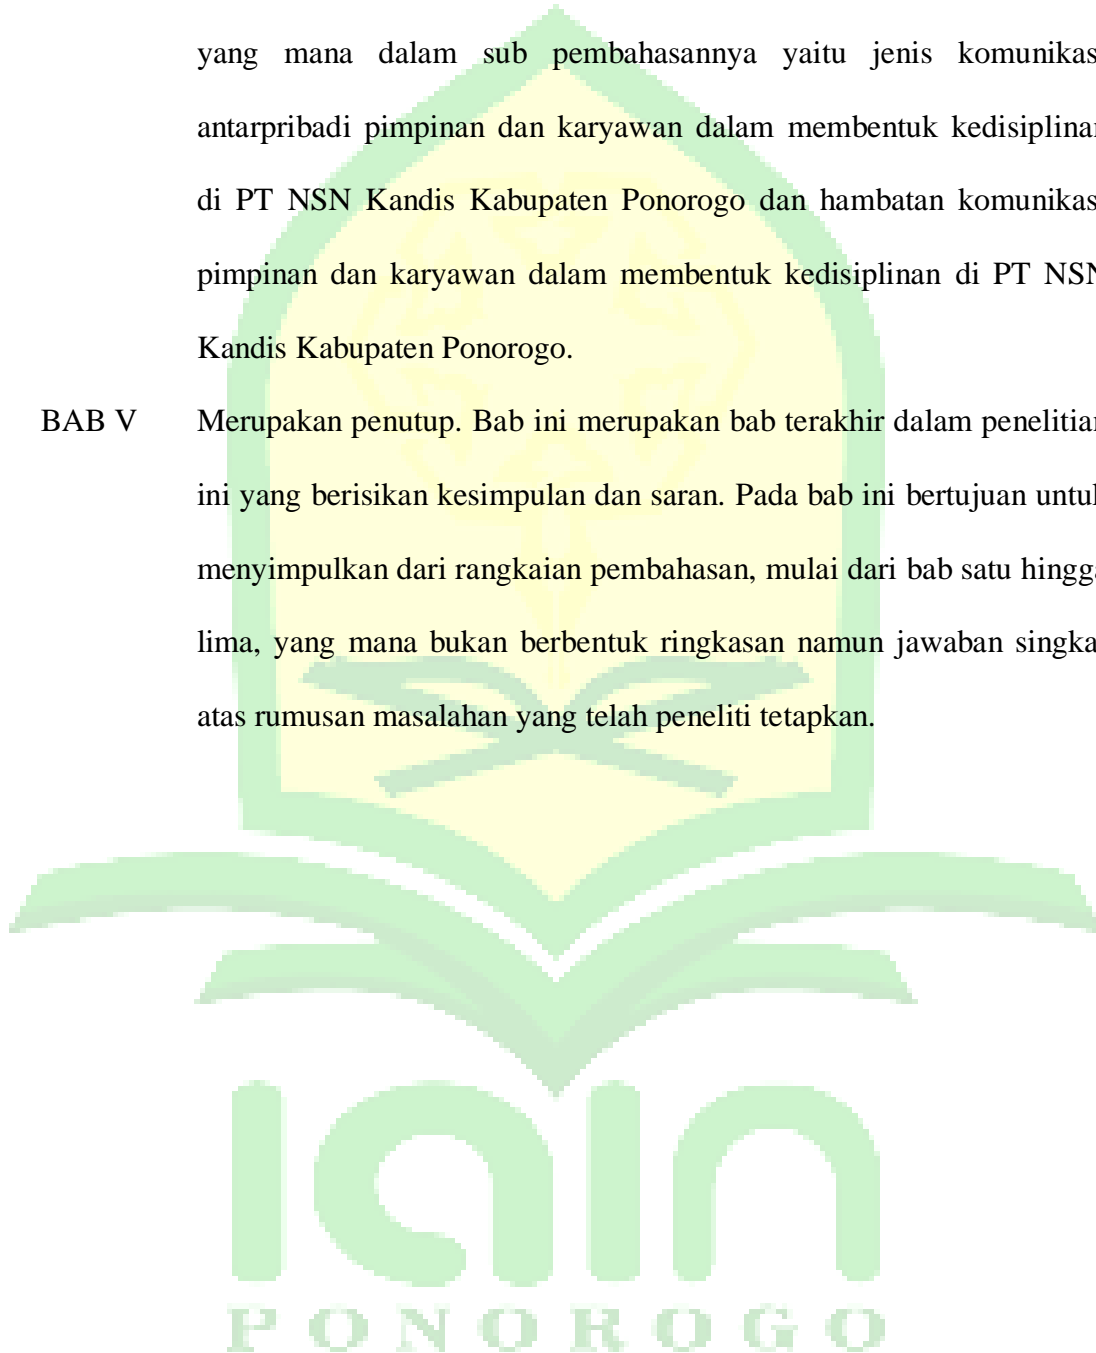 yang mana dalam sub pembahasannya yaitu jenis komunikas
antarpribadi pimpinan dan karyawan dalam membentuk kedisiplinan
di PT NSN Kandis Kabupaten Ponorogo dan hambatan komunikas
pimpinan dan karyawan dalam membentuk kedisiplinan di PT NSN
Kandis Kabupaten Ponorogo.
BAB V Merupakan penutup. Bab ini merupakan bab terakhir dalam penelitian
ini yang berisikan kesimpulan dan saran. Pada bab ini bertujuan untuk
menyimpulkan dari rangkaian pembahasan, mulai dari bab satu hingga
lima, yang mana bukan berbentuk ringkasan namun jawaban singka
atas rumusan masalahan yang telah peneliti tetapkan.
iain
PONOROGO